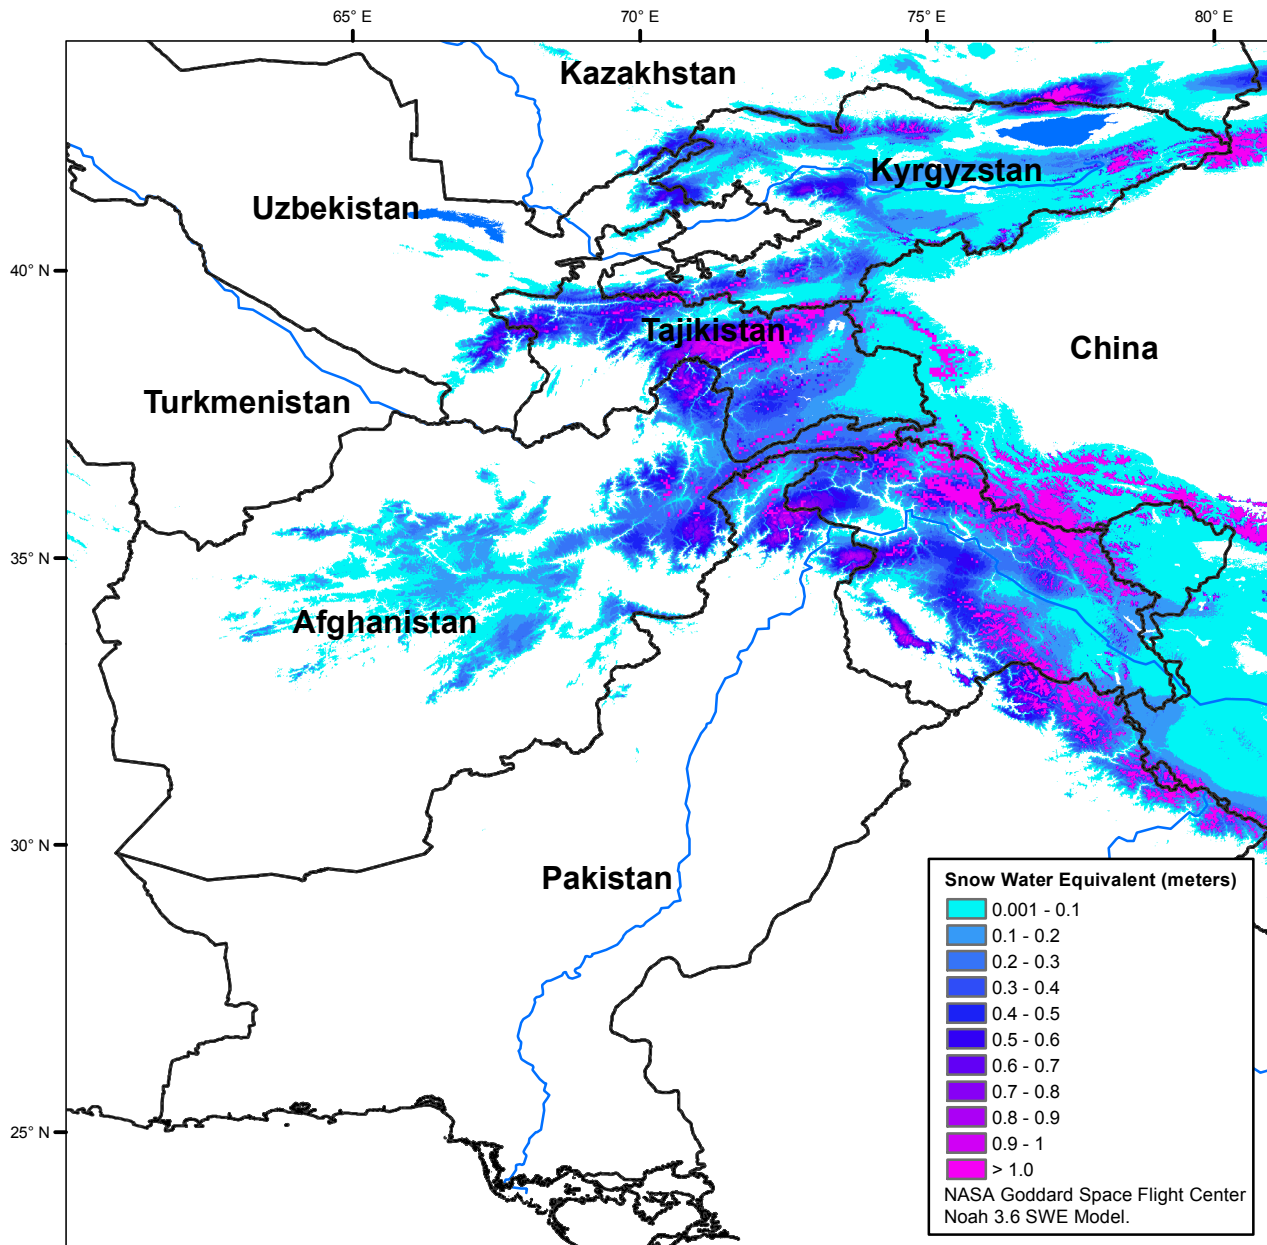 65° E
70° E
75° E
80° E
Kazakhstan
Kyrgyzstan
Uzbekistan
40° N
Tajikistan
China
Turkmenistan
35° N
Afghanistan
30° N
Pakistan
25° N
Snow Water Equivalent (meters)
0.001 - 0.1
0.1 - 0.2
0.2 - 0.3
0.3 - 0.4
0.4 - 0.5
0.5 - 0.6
0.6 - 0.7
0.7 - 0.8
0.8 - 0.9
0.9 - 1
> 1.0
NASA Goddard Space Flight Center
Noah 3.6 SWE Model.